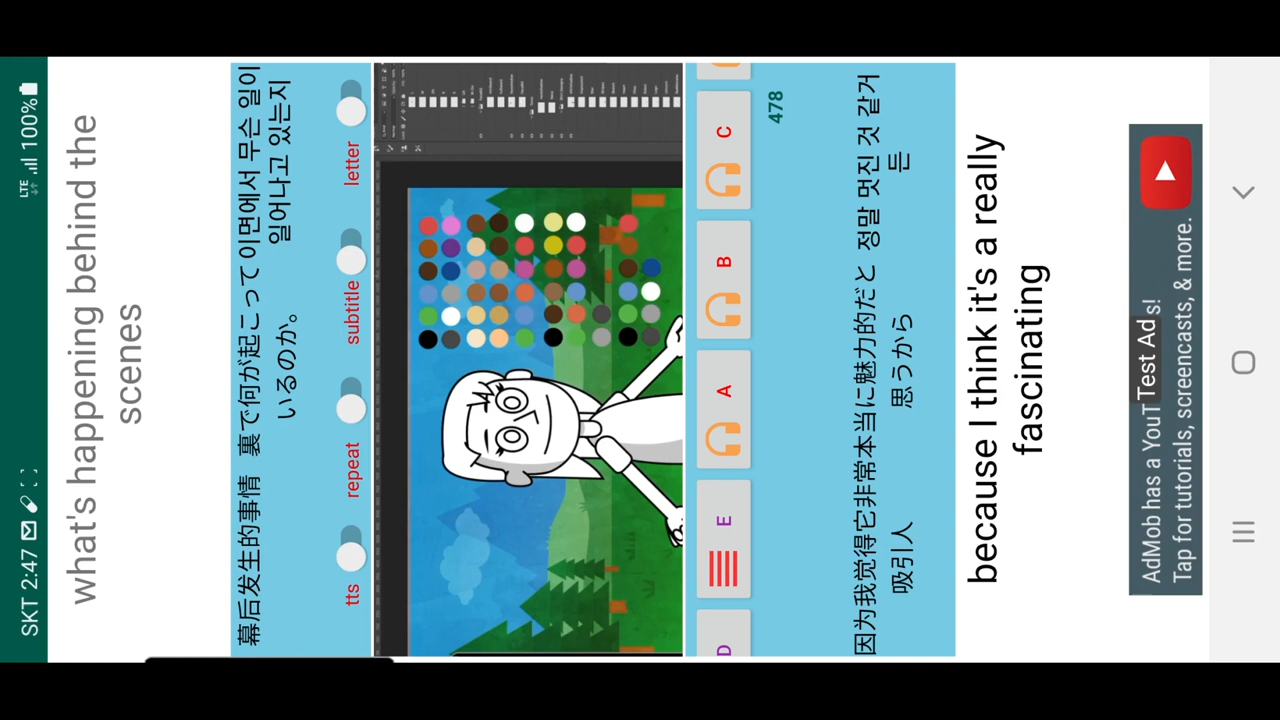 SKT 2:47 LTE 100%
what's happening behind the
scenes
幕后发生的事情 裏で何が起こって 이면에서 무슨 일이
いるのか。 일어나고 있는지
tts repeat subtitle letter
D E A B C
478
因为我觉得它非常 本当に魅力的だと 정말 멋진 것 같거
吸引人 思うから 든
because I think it's a really
fascinating
AdMob has a YouT Test Ad s!
Tap for tutorials, screencasts, & more.